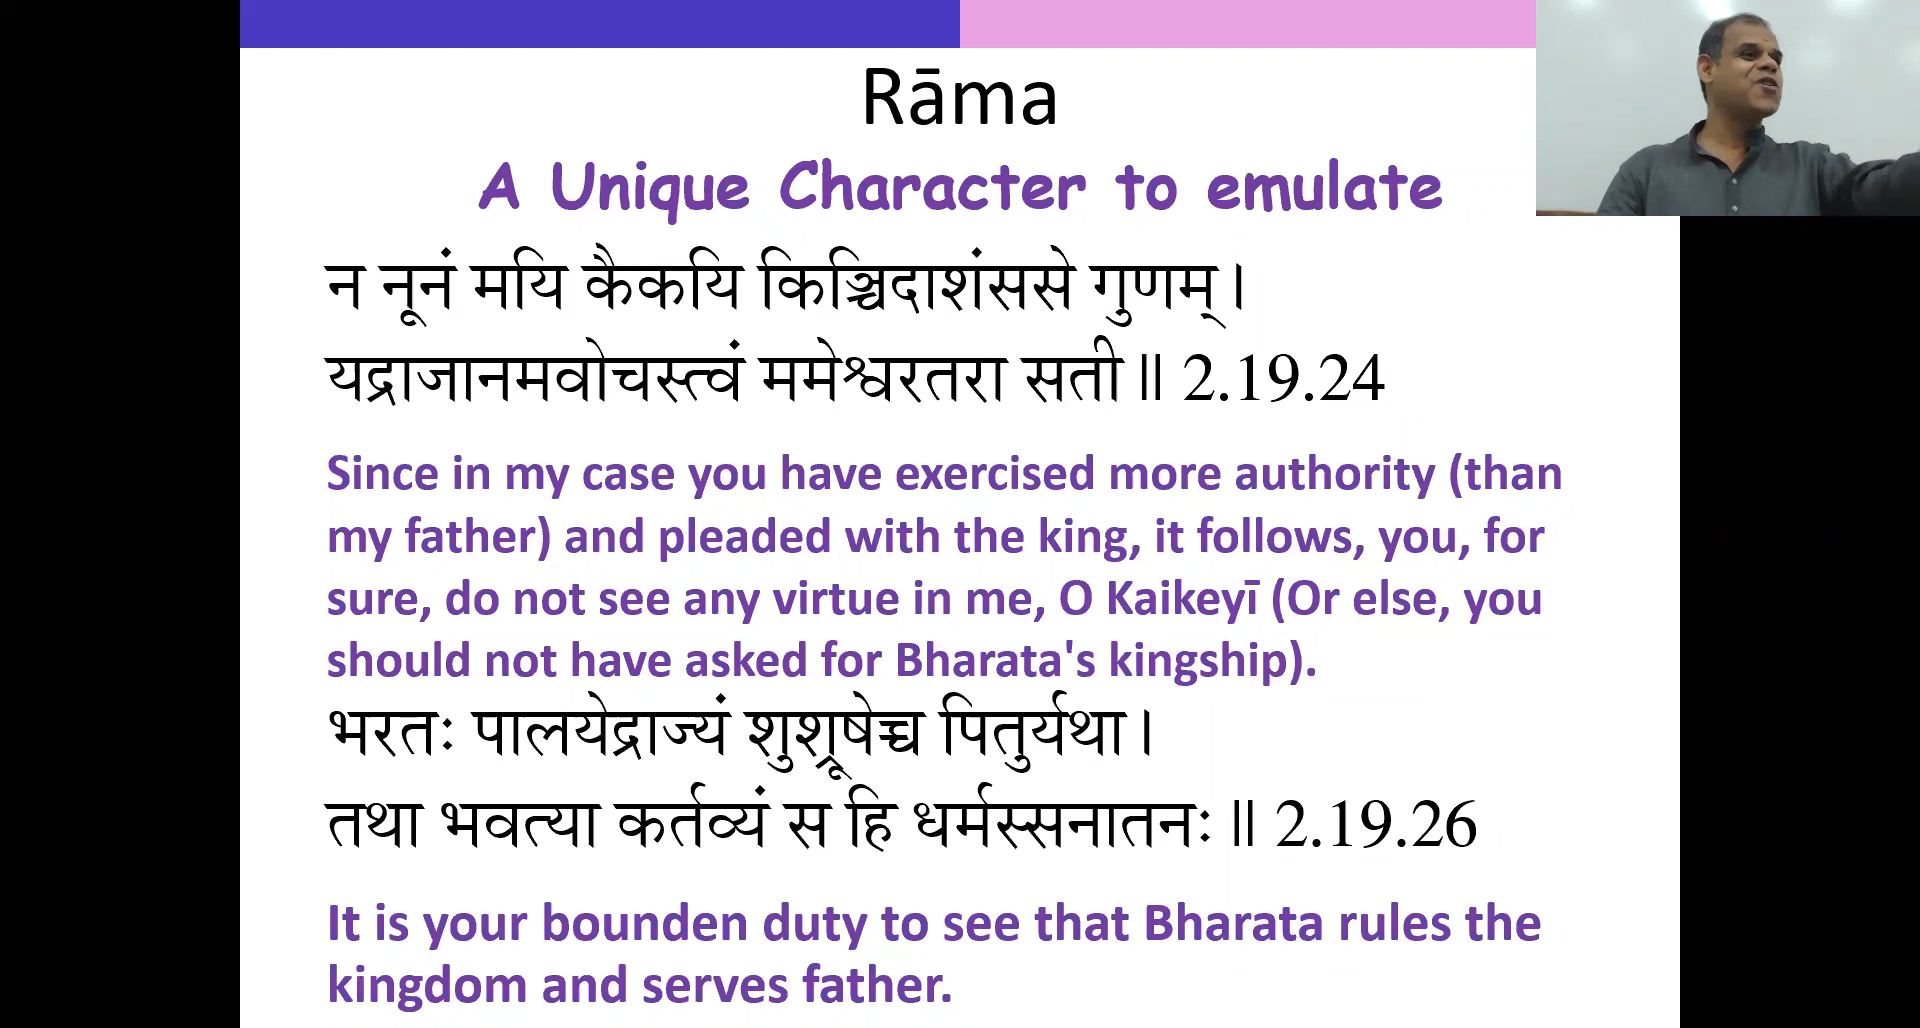 Rāma
A Unique Character to emulate
न नूनं मयि कैकयि किञ्चिदाशंससे गुणम्।
यद्राजानमवोचस्त्वं ममेश्वरतरा सती॥ 2.19.24
Since in my case you have exercised more authority (than
my father) and pleaded with the king, it follows, you, for
sure, do not see any virtue in me, O Kaikeyī (Or else, you
should not have asked for Bharata's kingship).
भरतः पालयेद्राज्यं शुशॄषेच्च पितुर्यथा।
तथा भवत्या कर्तव्यं स हि धर्मस्सनातनः॥ 2.19.26
It is your bounden duty to see that Bharata rules the
kingdom and serves father.